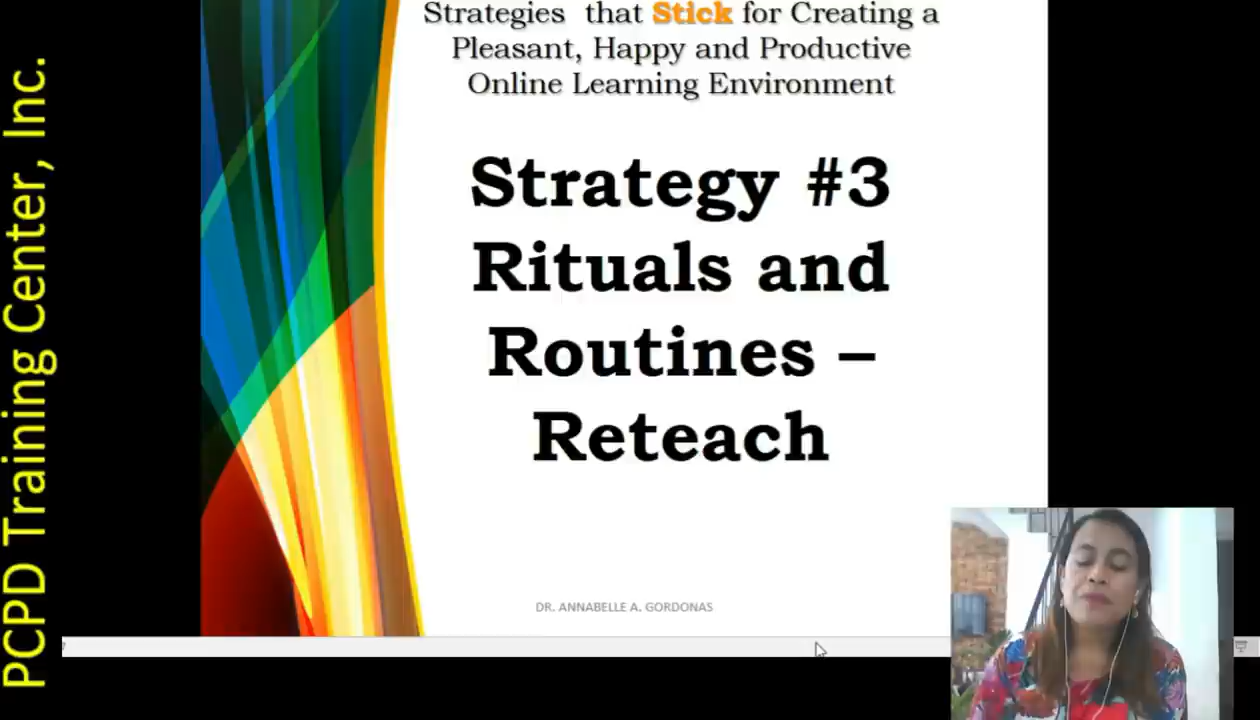 PCPD Training Center, Inc.
Strategies that Stick for Creating a
Pleasant, Happy and Productive
Online Learning Environment
Strategy #3
Rituals and
Routines –
Reteach
DR. ANNABELLE A. GORDONAS